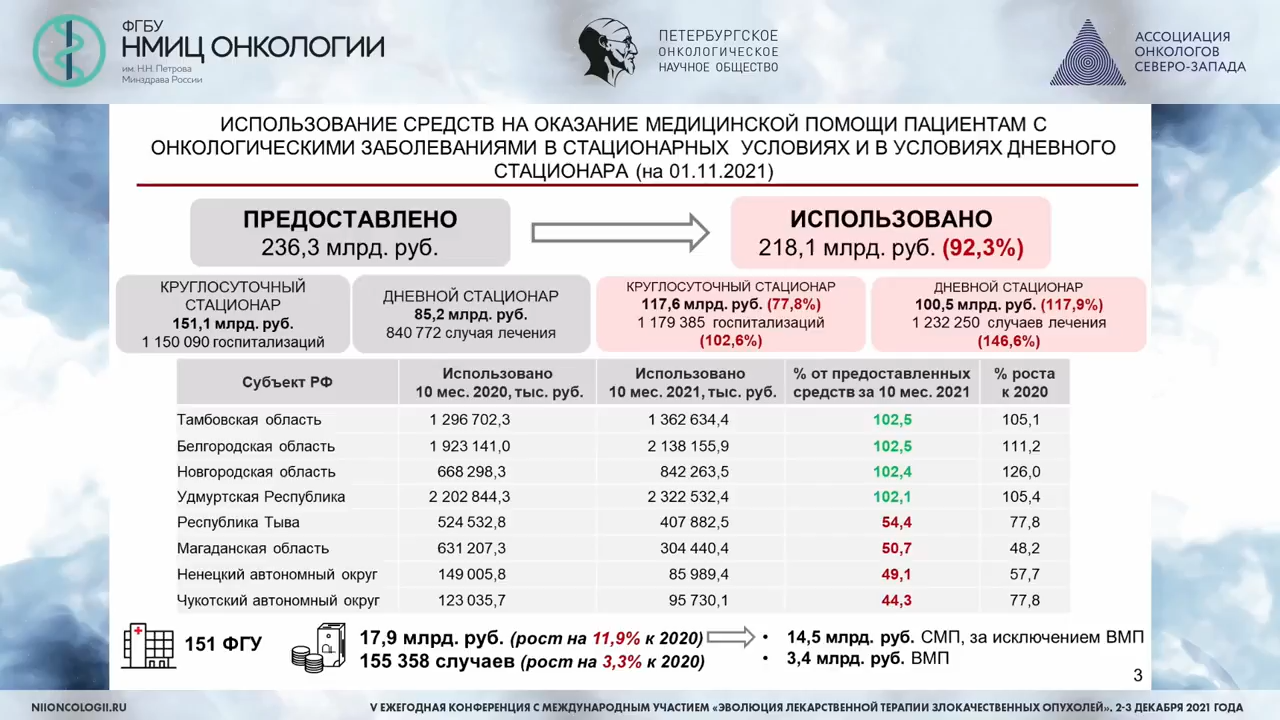 ФГБУ
НМИЦ ОНКОЛОГИИ
им. Н.Н. Петрова
Минздрава России
ПЕТЕРБУРГСКОЕ
ОНКОЛОГИЧЕСКОЕ
НАУЧНОЕ ОБЩЕСТВО
АССОЦИАЦИЯ
ОНКОЛОГОВ
СЕВЕРО-ЗАПАДА
ИСПОЛЬЗОВАНИЕ СРЕДСТВ НА ОКАЗАНИЕ МЕДИЦИНСКОЙ ПОМОЩИ ПАЦИЕНТАМ С
ОНКОЛОГИЧЕСКИМИ ЗАБОЛЕВАНИЯМИ В СТАЦИОНАРНЫХ УСЛОВИЯХ И В УСЛОВИЯХ ДНЕВНОГО
СТАЦИОНАРА (на 01.11.2021)
ПРЕДОСТАВЛЕНО
236,3 млрд. руб.
ИСПОЛЬЗОВАНО
218,1 млрд. руб. (92,3%)
КРУГЛОСУТОЧНЫЙ
СТАЦИОНАР
151,1 млрд. руб.
1 150 090 госпитализаций
ДНЕВНОЙ СТАЦИОНАР
85,2 млрд. руб.
840 772 случая лечения
КРУГЛОСУТОЧНЫЙ СТАЦИОНАР
117,6 млрд. руб. (77,8%)
1 179 385 госпитализаций
(102,6%)
ДНЕВНОЙ СТАЦИОНАР
100,5 млрд. руб. (117,9%)
1 232 250 случаев лечения
(146,6%)
Субъект РФ
Использовано
10 мес. 2020, тыс. руб.
Использовано
10 мес. 2021, тыс. руб.
% от предоставленных
средств за 10 мес. 2021
% роста
к 2020
Тамбовская область 1 296 702,3 1 362 634,4 102,5 105,1
Белгородская область 1 923 141,0 2 138 155,9 102,5 111,2
Новгородская область 668 298,3 842 263,5 102,4 126,0
Удмуртская Республика 2 202 844,3 2 322 532,4 102,1 105,4
Республика Тыва 524 532,8 407 882,5 54,4 77,8
Магаданская область 631 207,3 304 440,4 50,7 48,2
Ненецкий автономный округ 149 005,8 85 989,4 49,1 57,7
Чукотский автономный округ 123 035,7 95 730,1 44,3 77,8
151 ФГУ
17,9 млрд. руб. (рост на 11,9% к 2020)
155 358 случаев (рост на 3,3% к 2020)
• 14,5 млрд. руб. СМП, за исключением ВМП
• 3,4 млрд. руб. ВМП
3
NIIONCOLOGII.RU
V ЕЖЕГОДНАЯ КОНФЕРЕНЦИЯ С МЕЖДУНАРОДНЫМ УЧАСТИЕМ «ЭВОЛЮЦИЯ ЛЕКАРСТВЕННОЙ ТЕРАПИИ ЗЛОКАЧЕСТВЕННЫХ ОПУХОЛЕЙ». 2-3 ДЕКАБРЯ 2021 ГОДА